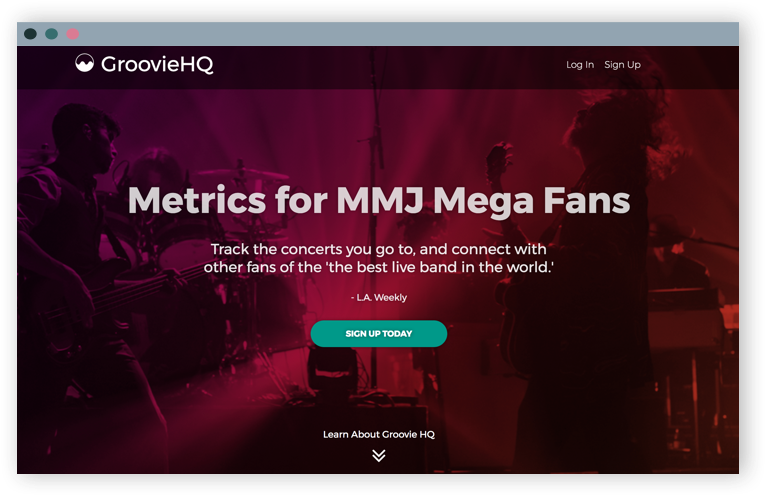 GroovieHQ
Log In Sign Up
Metrics for MMJ Mega Fans
Track the concerts you go to, and connect with
other fans of the 'the best live band in the world.'
- L.A. Weekly
SIGN UP TODAY
Learn About Groovie HQ